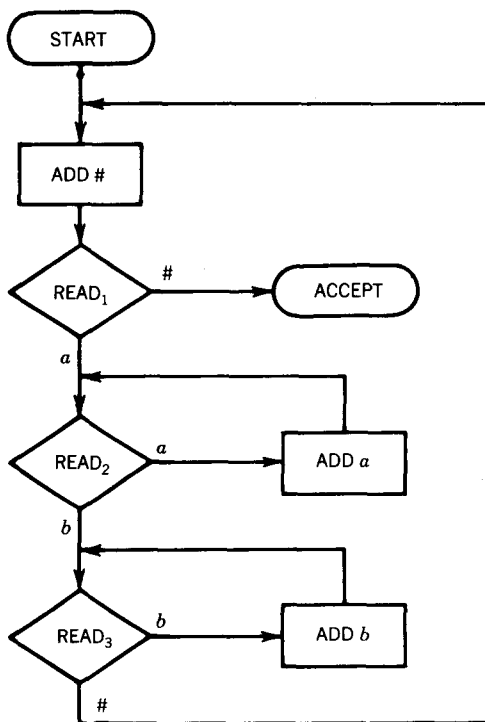 START
ADD #
READ₁
#
ACCEPT
a
READ₂
a
ADD a
b
READ₃
b
ADD b
#